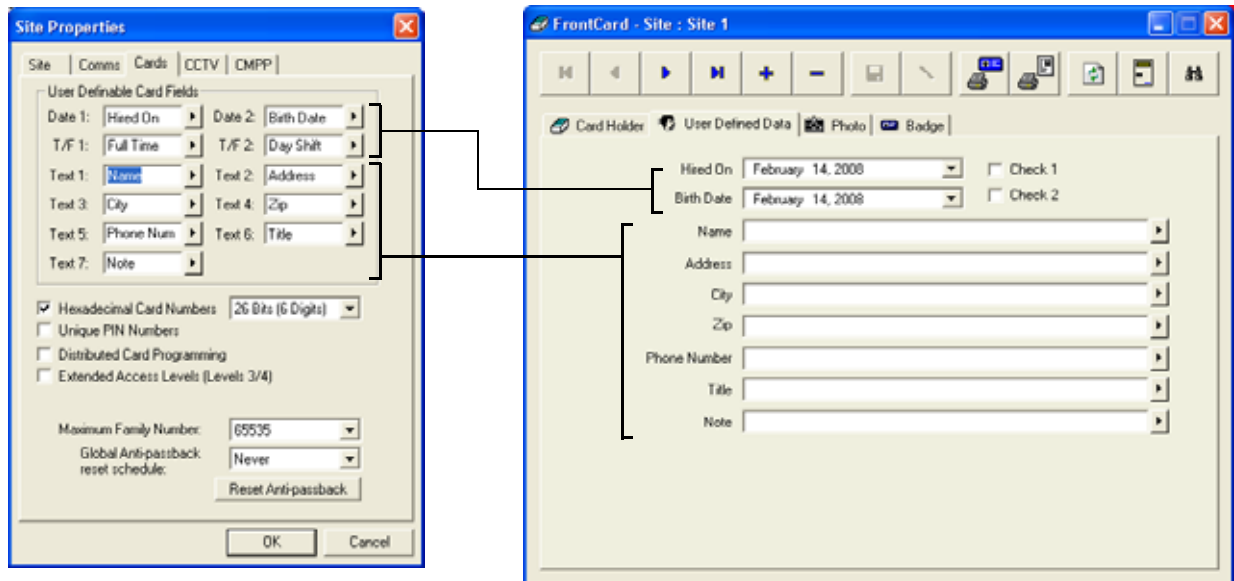 Site Properties
Site Comms Cards CCTV CMPP
User Definable Card Fields
Date 1: Hired On Date 2: Birth Date
T/F 1: Full Time T/F 2: Day Shift
Text 1: Name Text 2: Address
Text 3: City Text 4: Zip
Text 5: Phone Num Text 6: Title
Text 7: Note
Hexadecimal Card Numbers 26 Bits (6 Digits)
Unique PIN Numbers
Distributed Card Programming
Extended Access Levels (Levels 3/4)
Maximum Family Number: 65535
Global Anti-passback
reset schedule: Never
Reset Anti-passback
OK Cancel
FrontCard - Site : Site 1
Card Holder User Defined Data Photo Badge
Hired On February 14, 2008 Check 1
Birth Date February 14, 2008 Check 2
Name
Address
City
Zip
Phone Number
Title
Note